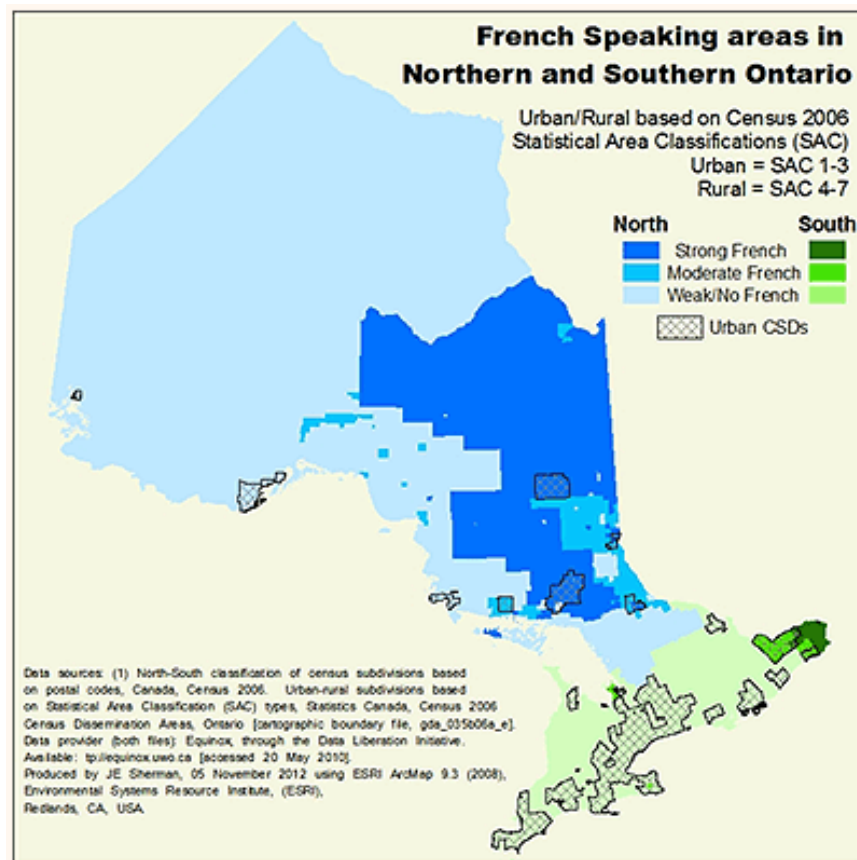 French Speaking areas in
Northern and Southern Ontario
Urban/Rural based on Census 2006
Statistical Area Classifications (SAC)
Urban = SAC 1-3
Rural = SAC 4-7
North South
Strong French
Moderate French
Weak/No French
Urban CSDs
Data sources: (1) North-South classification of census subdivisions based
on postal codes, Canada, Census 2006. Urban-rural subdivisions based
on Statistical Area Classification (SAC) types, Statistics Canada, Census 2006
Census Dissemination Areas, Ontario [cartographic boundary file, gda_035b06a_e].
Data provider (both files): Equinox, through the Data Liberation Initiative.
Available: tp://equinox.uwo.ca [accessed 20 May 2010].
Produced by JE Sherman, 05 November 2012 using ESRI ArcMap 9.3 (2008),
Environmental Systems Resource Institute, (ESRI),
Redlands, CA, USA.